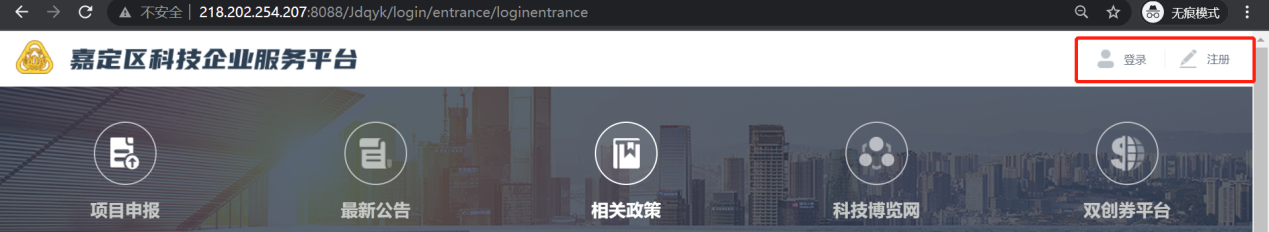 不安全 | 218.202.254.207:8088/Jdqyk/login/entrance/loginentrance 无痕模式
嘉定区科技企业服务平台 登录 注册
项目申报 最新公告 相关政策 科技博览网 双创券平台